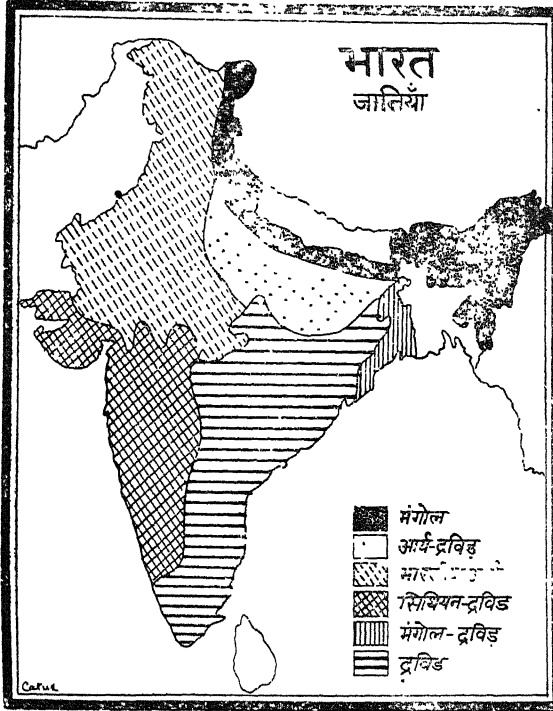 भारत
जातियाँ
मंगोल
आर्य-द्रविड़
सिथियन-द्रविड
मंगोल-द्रविड़
द्रविड